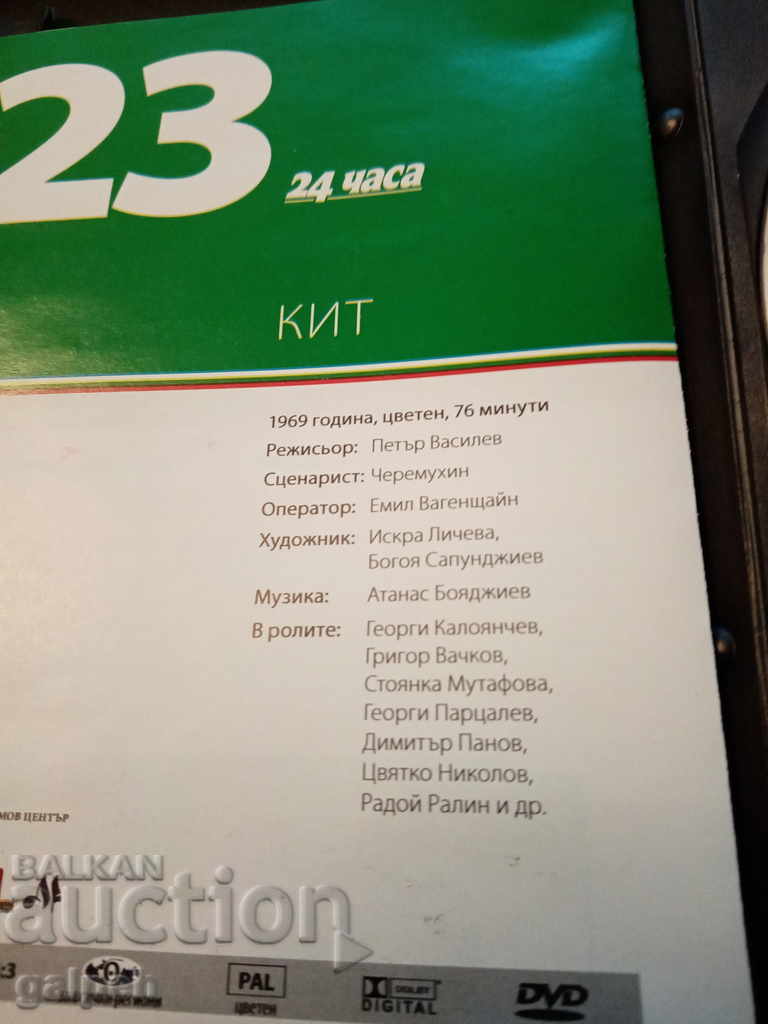 23
24 часа
КИТ
1969 година, цветен, 76 минути
Режисьор: Петър Василев
Сценарист: Черемухин
Оператор: Емил Вагенщайн
Художник: Искра Личева,
Богоя Сапунджиев
Музика: Атанас Бояджиев
В ролите: Георги Калоянчев,
Григор Вачков,
Стоянка Мутафова,
Георги Парцалев,
Димитър Панов,
Цвятко Николов,
Радой Ралин и др.
МОВ ЦЕНТЪР
BALKAN
auction
:3
PAL
цветен
DOLBY
DIGITAL
DVD